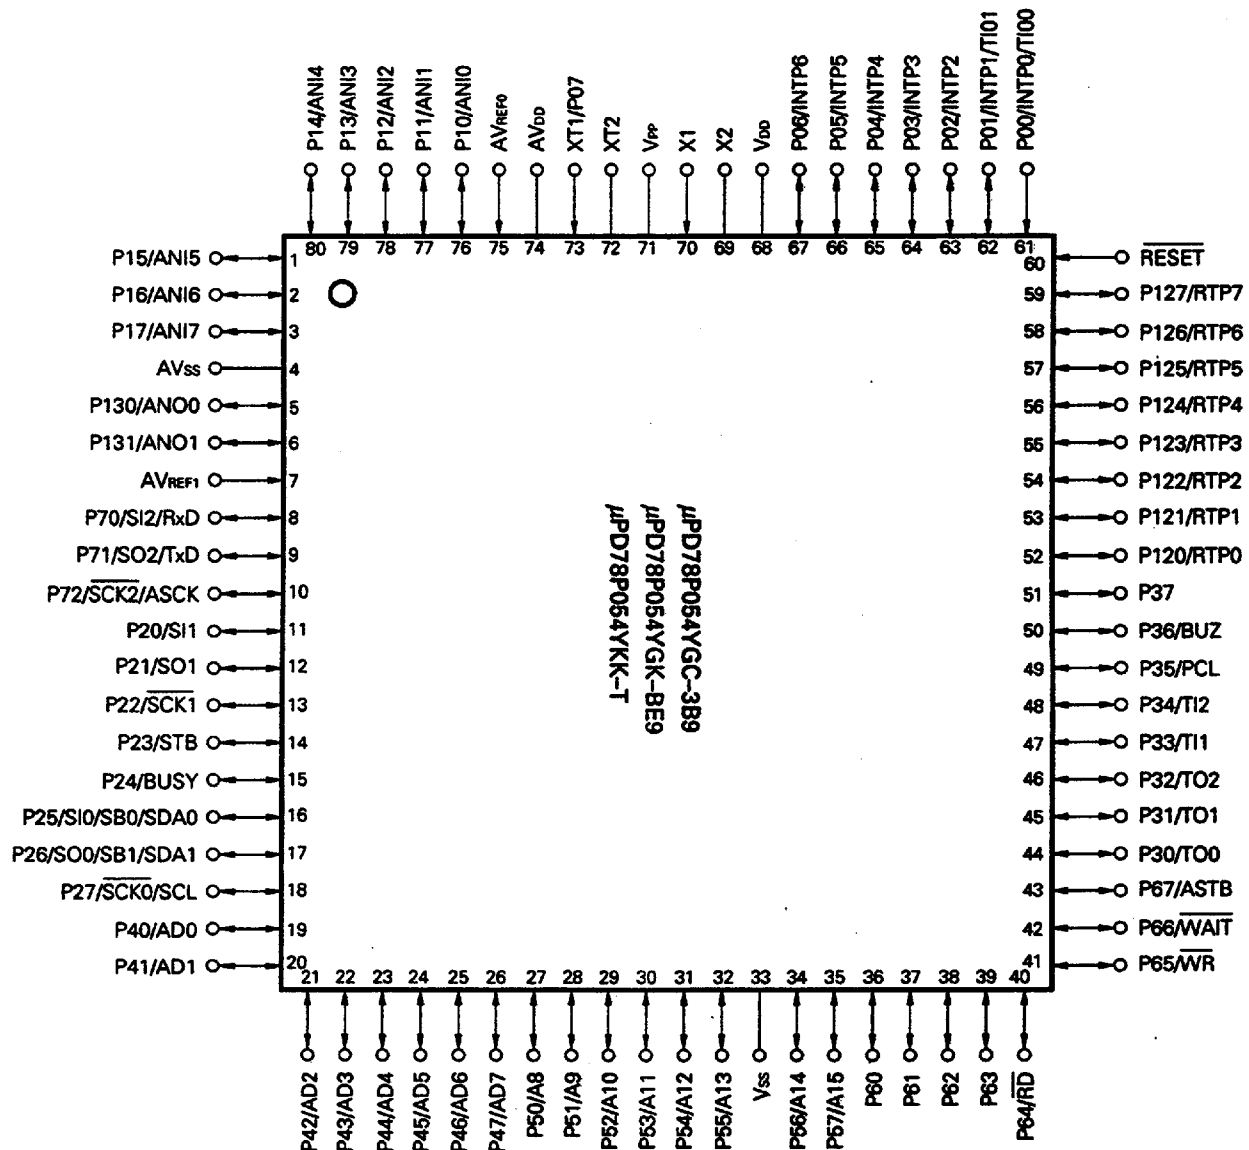 P14/ANI4
P13/ANI3
P12/ANI2
P11/ANI1
P10/ANI0
AVREF0
AVDD
XT1/P07
XT2
VPP
X1
X2
VDD
P06/INTP6
P05/INTP5
P04/INTP4
P03/INTP3
P02/INTP2
P01/INTP1/TI01
P00/INTP0/TI00
80 79 78 77 76 75 74 73 72 71 70 69 68 67 66 65 64 63 62 61
P15/ANI5 1
P16/ANI6 2
P17/ANI7 3
AVSS 4
P130/ANO0 5
P131/ANO1 6
AVREF1 7
P70/SI2/RxD 8
P71/SO2/TxD 9
P72/S̅C̅K̅2̅/ASCK 10
P20/SI1 11
P21/SO1 12
P22/S̅C̅K̅1̅ 13
P23/STB 14
P24/BUSY 15
P25/SI0/SB0/SDA0 16
P26/SO0/SB1/SDA1 17
P27/S̅C̅K̅0̅/SCL 18
P40/AD0 19
P41/AD1 20
µPD78P054YGC-3B9
µPD78P054YGK-BE9
µPD78P054YKK-T
60 R̅E̅S̅E̅T̅
59 P127/RTP7
58 P126/RTP6
57 P125/RTP5
56 P124/RTP4
55 P123/RTP3
54 P122/RTP2
53 P121/RTP1
52 P120/RTP0
51 P37
50 P36/BUZ
49 P35/PCL
48 P34/TI2
47 P33/TI1
46 P32/TO2
45 P31/TO1
44 P30/TO0
43 P67/ASTB
42 P66/W̅A̅I̅T̅
41 P65/W̅R̅
21 22 23 24 25 26 27 28 29 30 31 32 33 34 35 36 37 38 39 40
P42/AD2
P43/AD3
P44/AD4
P45/AD5
P46/AD6
P47/AD7
P50/A8
P51/A9
P52/A10
P53/A11
P54/A12
P55/A13
VSS
P56/A14
P57/A15
P60
P61
P62
P63
P64/R̅D̅